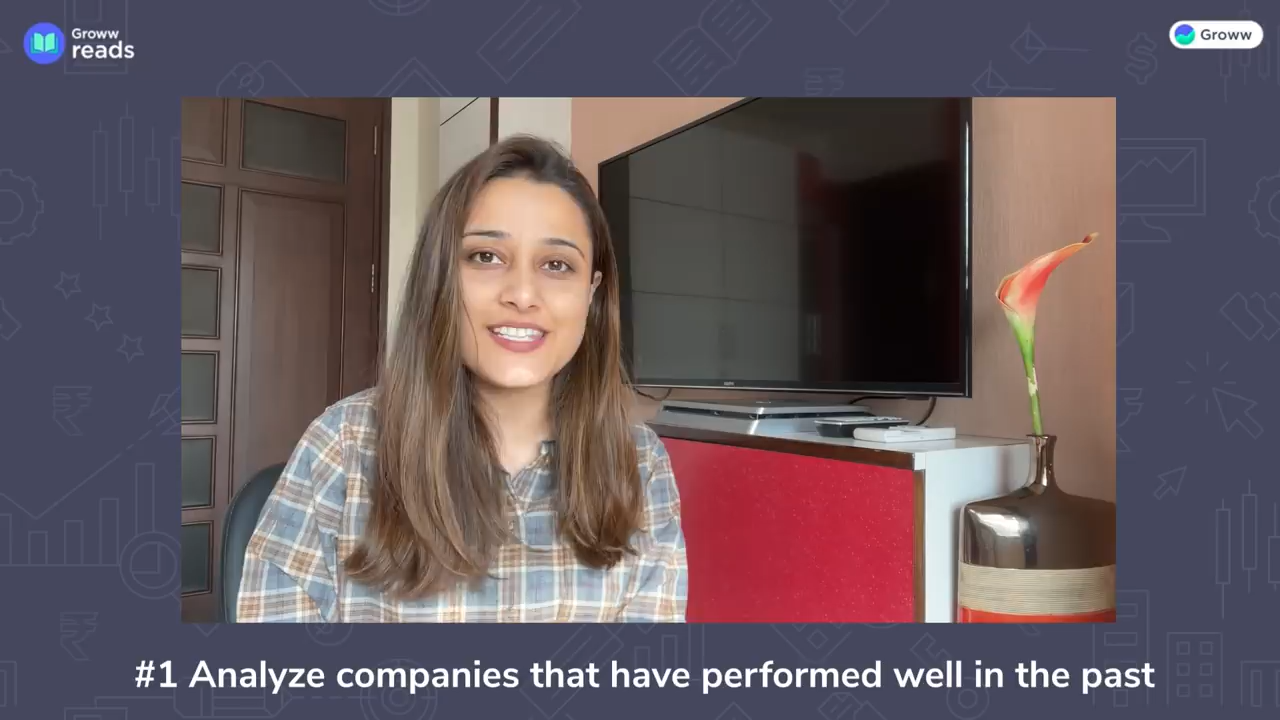 Groww
reads
Groww
#1 Analyze companies that have performed well in the past